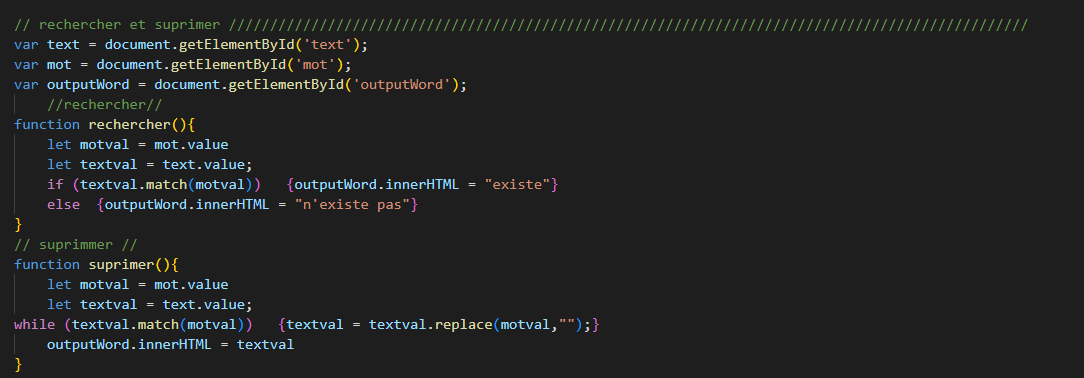 // rechercher et suprimer //////////////////////////////////////////////////////////////////////////////////////////////////
var text = document.getElementById('text');
var mot = document.getElementById('mot');
var outputWord = document.getElementById('outputWord');
    //rechercher//
function rechercher(){
    let motval = mot.value
    let textval = text.value;
    if (textval.match(motval))   {outputWord.innerHTML = "existe"}
    else  {outputWord.innerHTML = "n'existe pas"}
}
// suprimmer //
function suprimer(){
    let motval = mot.value
    let textval = text.value;
while (textval.match(motval))   {textval = textval.replace(motval,"");}
    outputWord.innerHTML = textval
}